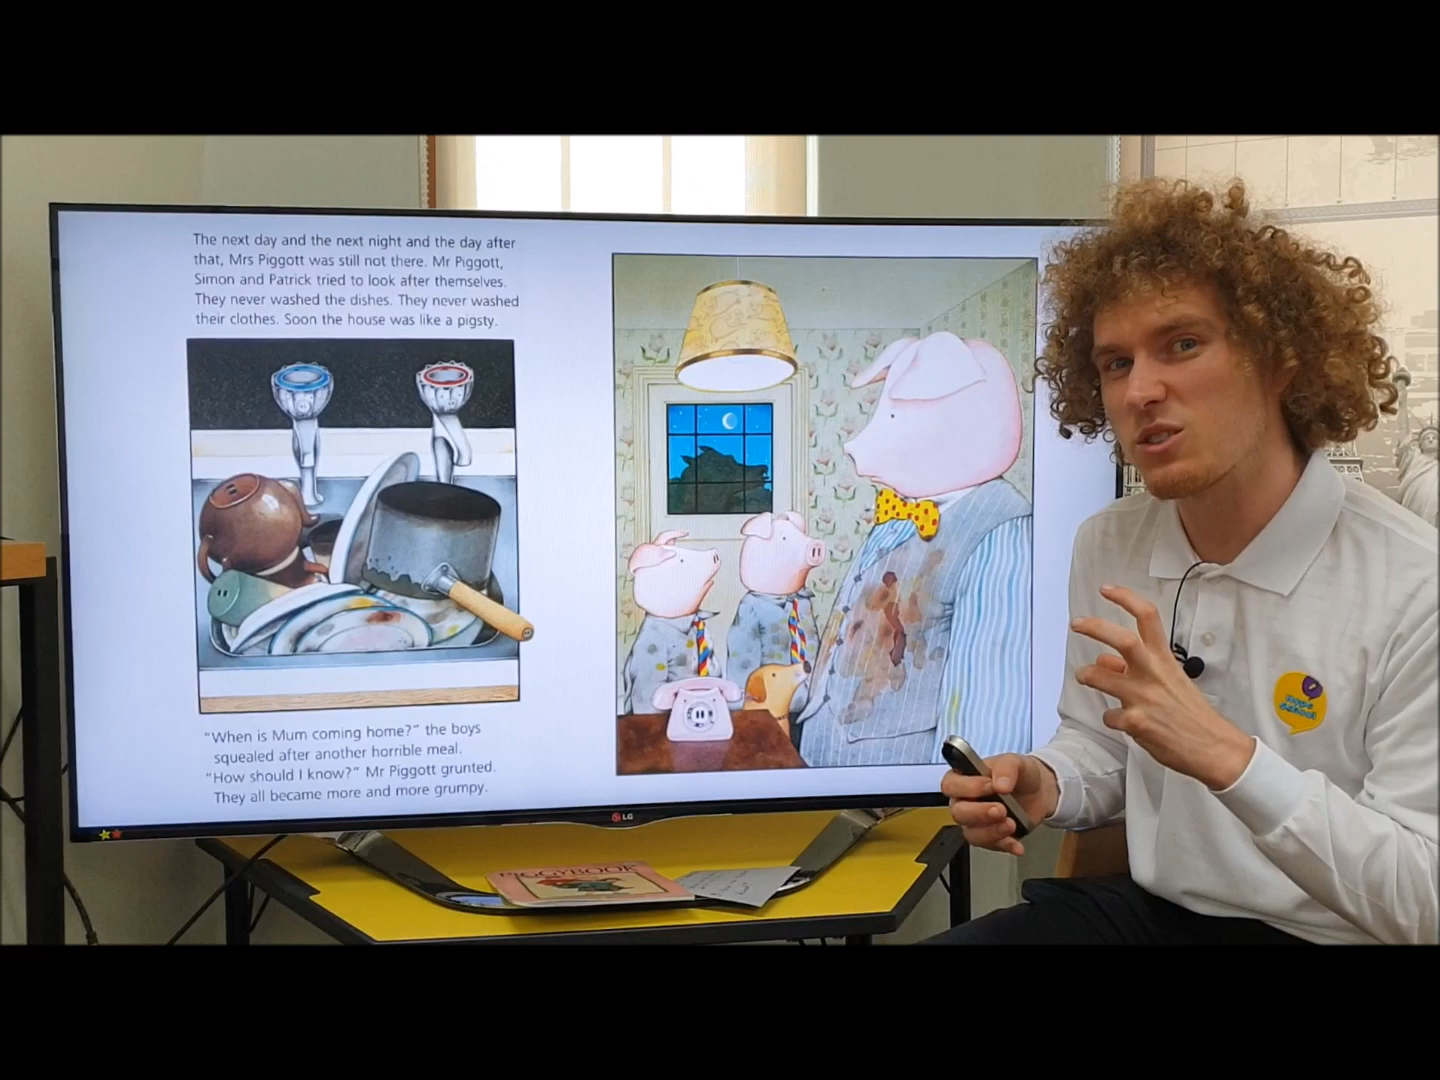 The next day and the next night and the day after
that, Mrs Piggott was still not there. Mr Piggott,
Simon and Patrick tried to look after themselves.
They never washed the dishes. They never washed
their clothes. Soon the house was like a pigsty.
"When is Mum coming home?" the boys
squealed after another horrible meal.
"How should I know?" Mr Piggott grunted.
They all became more and more grumpy.
LG
PIGGYBOOK
Hope
School